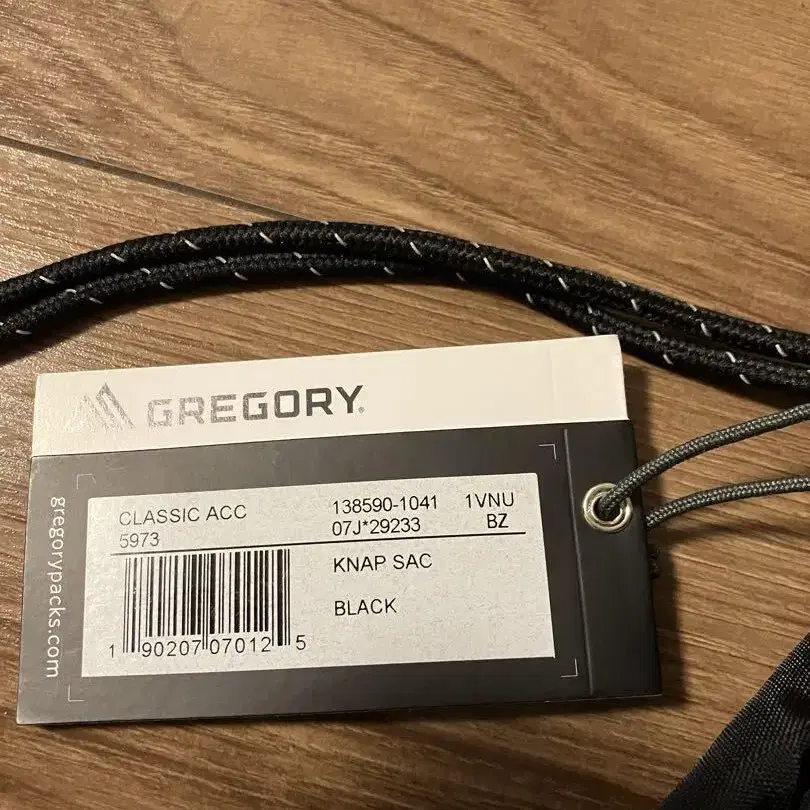 GREGORY.
gregorypacks.com
CLASSIC ACC 138590-1041 1VNU
5973 07J*29233 BZ
KNAP SAC
BLACK
1 90207 07012 5